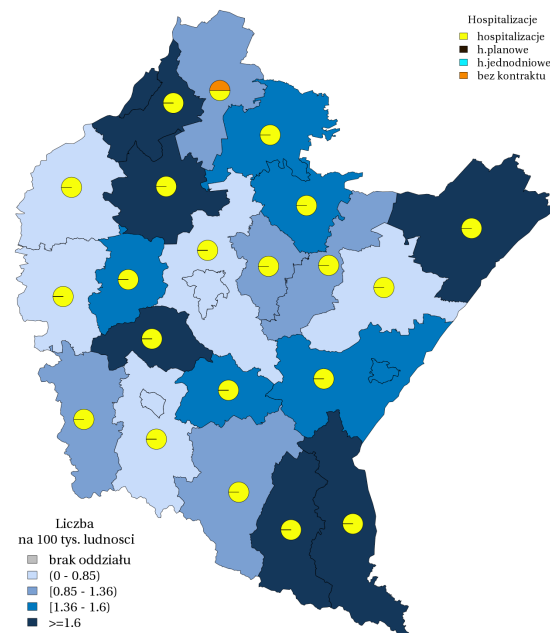 Hospitalizacje
hospitalizacje
h.planowe
h.jednodniowe
bez kontraktu
Liczba
na 100 tys. ludnosci
brak oddziału
(0 - 0.85)
[0.85 - 1.36)
[1.36 - 1.6)
>=1.6